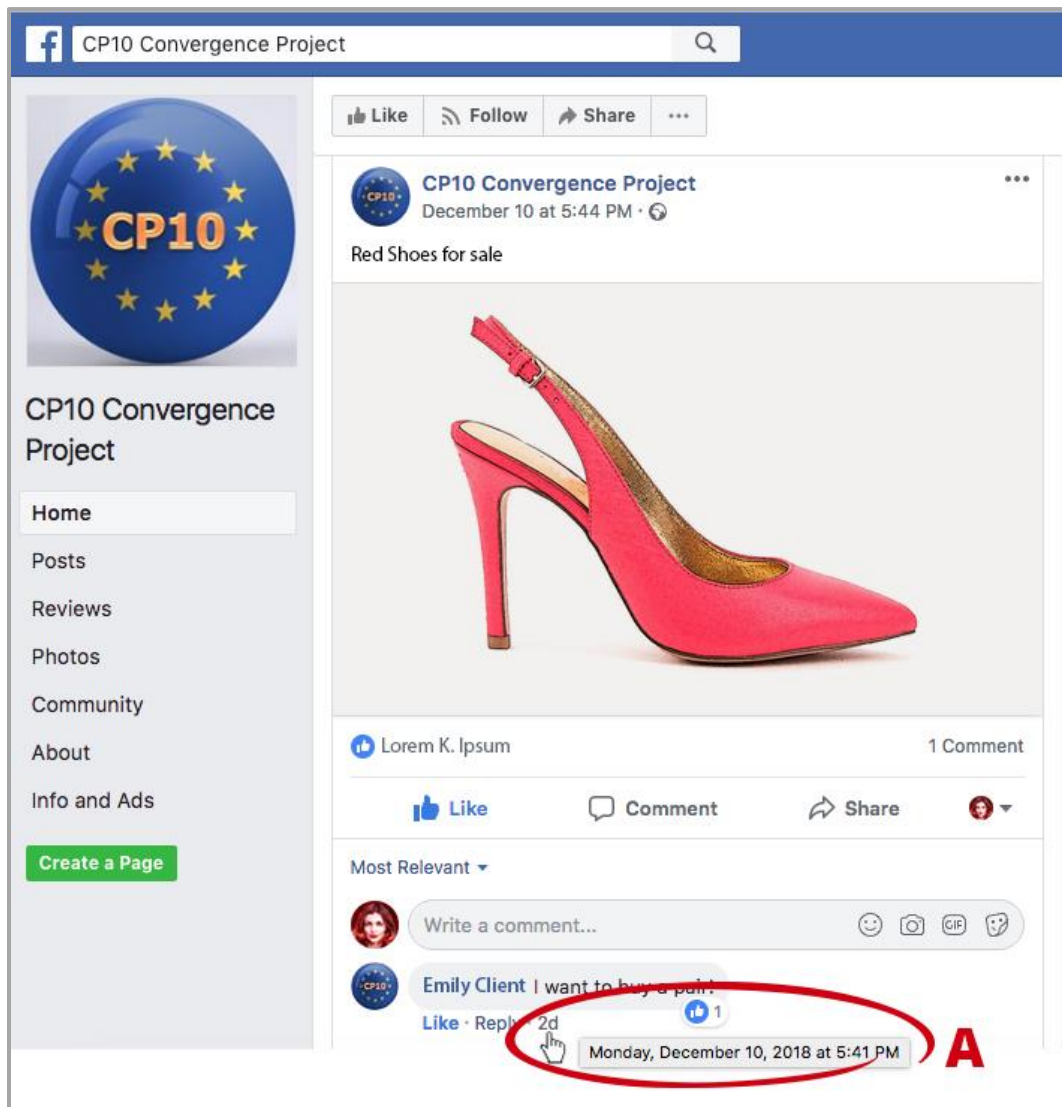 f CP10 Convergence Project
Like Follow Share ...
CP10
CP10 Convergence Project
Home
Posts
Reviews
Photos
Community
About
Info and Ads
Create a Page
CP10 CP10 Convergence Project ...
December 10 at 5:44 PM ·
Red Shoes for sale
Lorem K. Ipsum 1 Comment
Like Comment Share
Most Relevant
Write a comment... GIF
CP10 Emily Client I want to buy a pair!
1
Like · Reply · 2d
Monday, December 10, 2018 at 5:41 PM
A